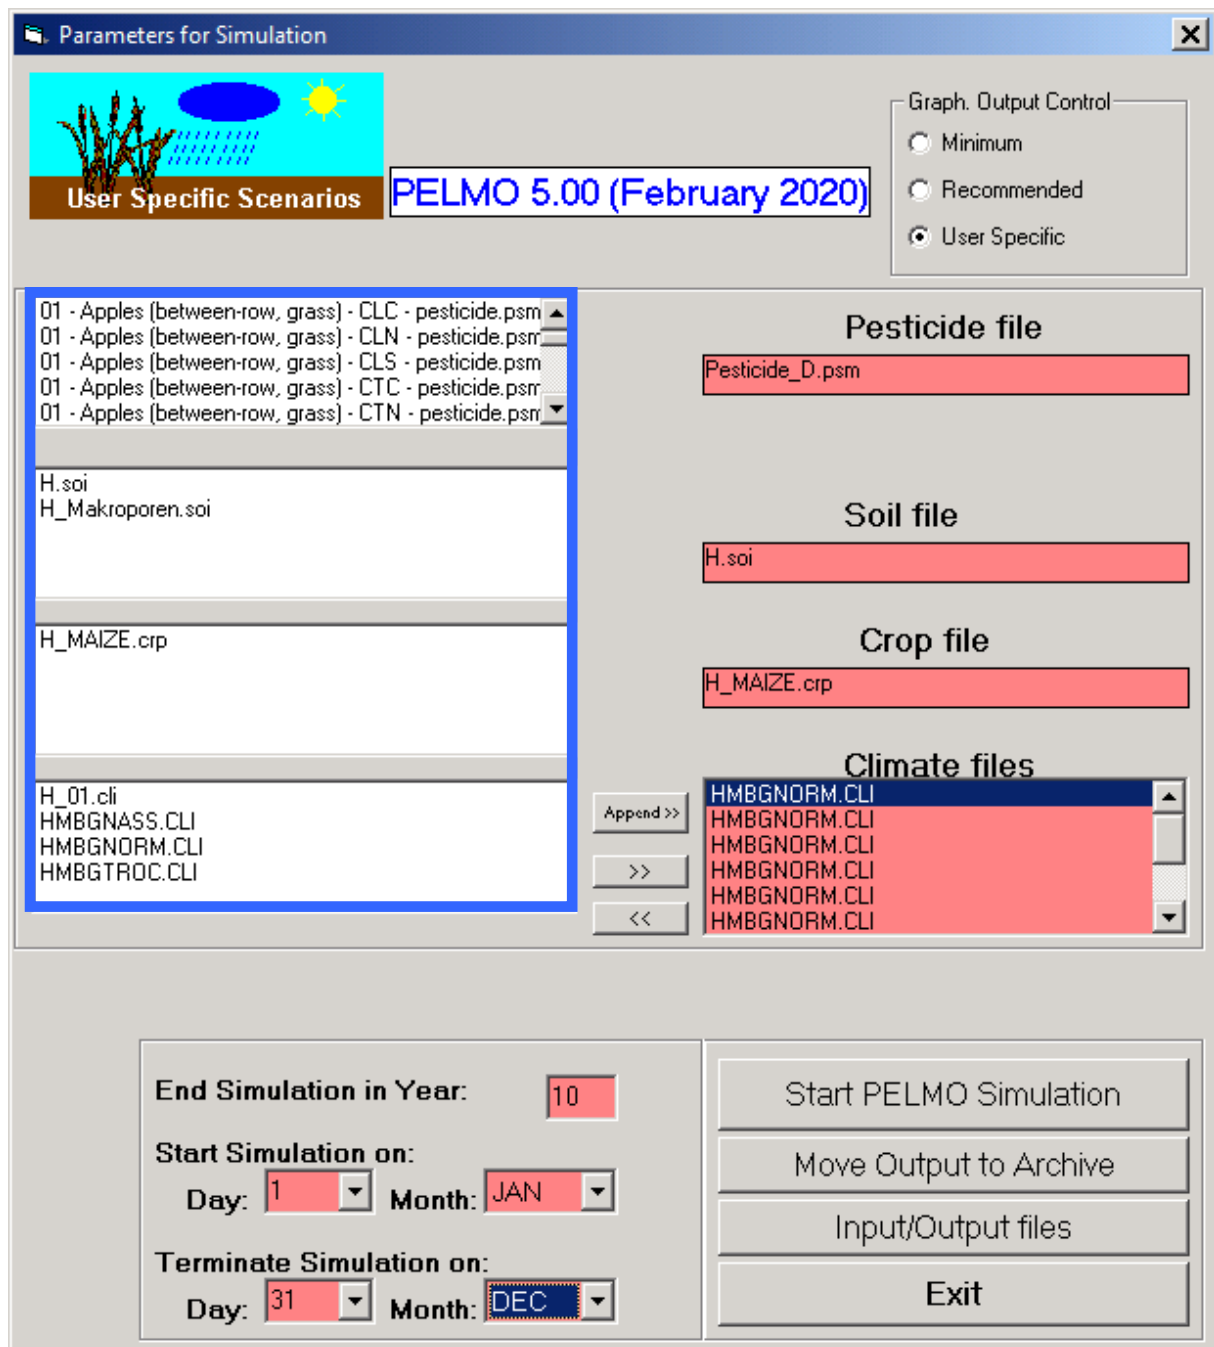 Parameters for Simulation
User Specific Scenarios
PELMO 5.00 (February 2020)
Graph. Output Control
Minimum
Recommended
User Specific
01 - Apples (between-row, grass) - CLC - pesticide.psm
01 - Apples (between-row, grass) - CLN - pesticide.psm
01 - Apples (between-row, grass) - CLS - pesticide.psm
01 - Apples (between-row, grass) - CTC - pesticide.psm
01 - Apples (between-row, grass) - CTN - pesticide.psm
H.soi
H_Makroporen.soi
H_MAIZE.crp
H_01.cli
HMBGNASS.CLI
HMBGNORM.CLI
HMBGTROC.CLI
Append >>
>>
<<
Pesticide file
Pesticide_D.psm
Soil file
H.soi
Crop file
H_MAIZE.crp
Climate files
HMBGNORM.CLI
HMBGNORM.CLI
HMBGNORM.CLI
HMBGNORM.CLI
HMBGNORM.CLI
HMBGNORM.CLI
End Simulation in Year: 10
Start Simulation on:
Day: 1 Month: JAN
Terminate Simulation on:
Day: 31 Month: DEC
Start PELMO Simulation
Move Output to Archive
Input/Output files
Exit